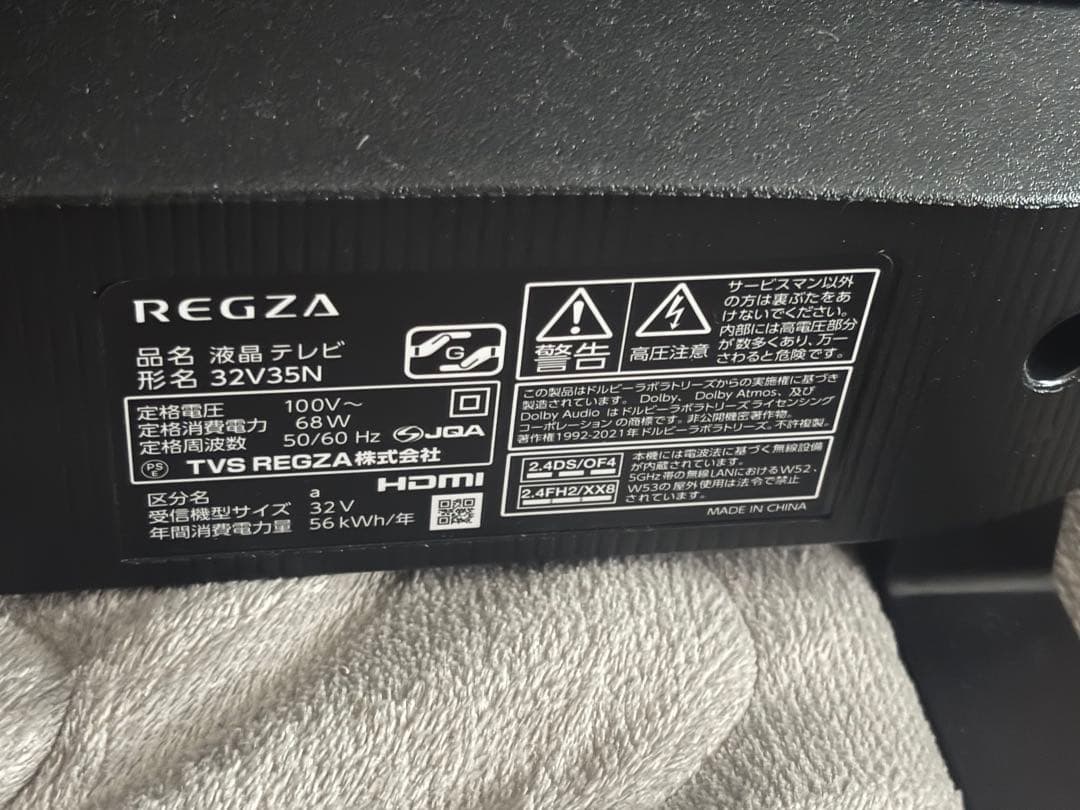 REGZA
品名 液晶テレビ
形名 32V35N
G
定格電圧 100V～
定格消費電力 68W
定格周波数 50/60 Hz
JQA
PS
E
TVS REGZA株式会社
HDMI
区分名 a
受信機型サイズ 32V
年間消費電力量 56kWh/年
警告
高圧注意
サービスマン以外
の方は裏ぶたをあ
けないでください。
内部には高電圧部分
が数多くあり、万一
さわると危険です。
この製品はドルビーラボラトリーズからの実施権に基づき
製造されています。Dolby、Dolby Atmos、及び
Dolby Audio はドルビーラボラトリーズライセンシング
コーポレーションの商標です。非公開機密著作物。
著作権1992-2021年ドルビーラボラトリーズ。不許複製。
2.4DS/OF4
2.4FH2/XX8
本機には電波法に基づく無線設備
が内蔵されています。
5GHz帯の無線LANにおけるW52、
W53の屋外使用は法令で禁止
されています。
MADE IN CHINA